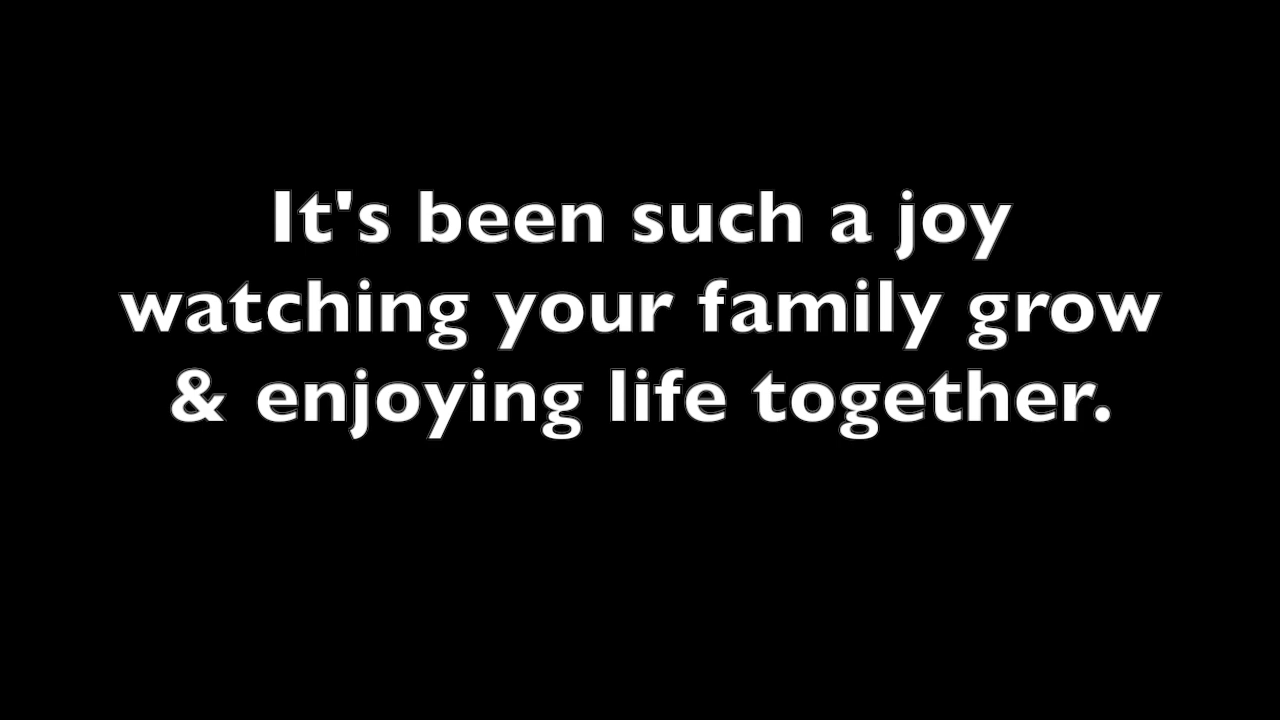 It's been such a joy
watching your family grow
& enjoying life together.